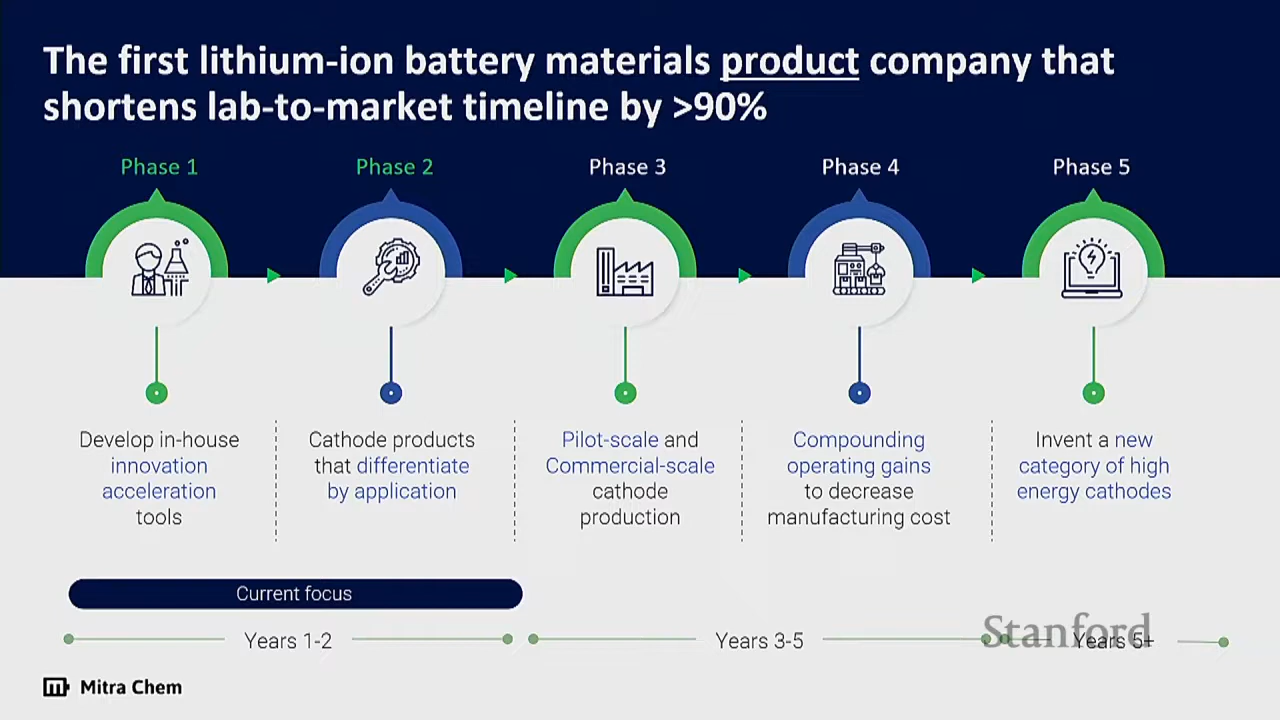 The first lithium-ion battery materials product company that
shortens lab-to-market timeline by >90%
Phase 1
Phase 2
Phase 3
Phase 4
Phase 5
Develop in-house
innovation
acceleration
tools
Cathode products
that differentiate
by application
Pilot-scale and
Commercial-scale
cathode
production
Compounding
operating gains
to decrease
manufacturing cost
Invent a new
category of high
energy cathodes
Current focus
Years 1-2
Years 3-5
Years 5+
Stanford
Mitra Chem